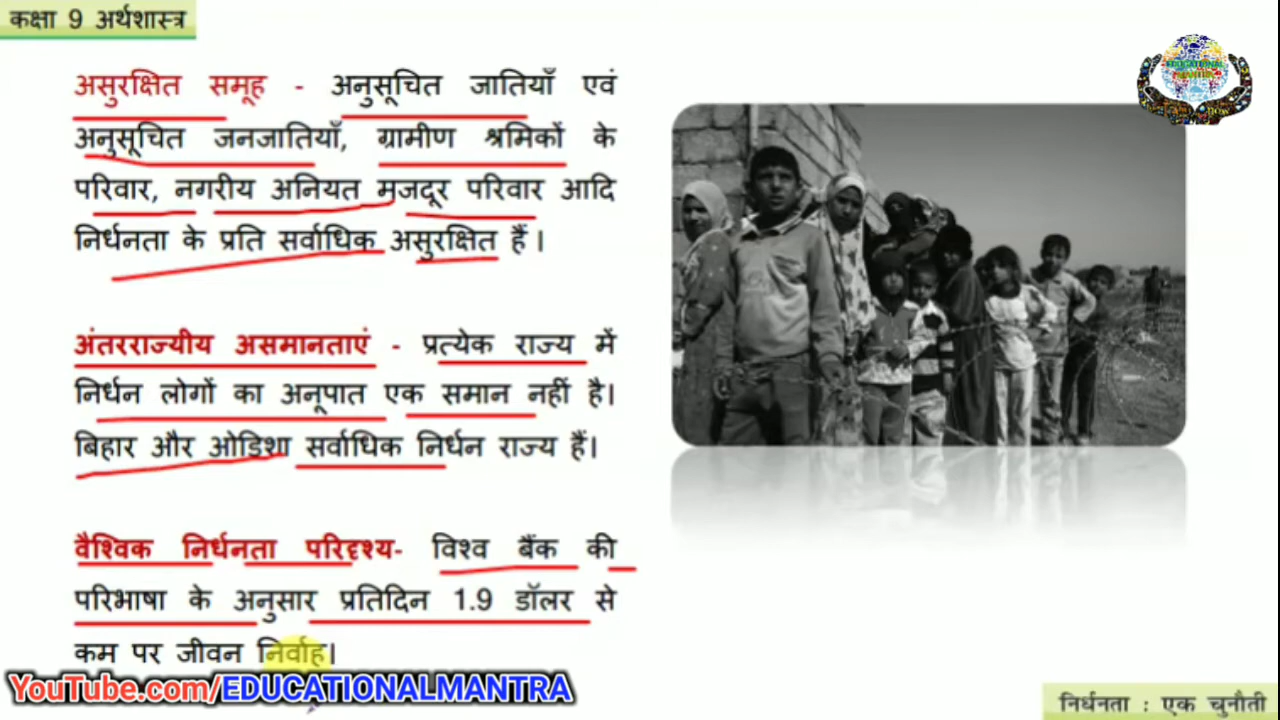 कक्षा 9 अर्थशास्त्र
असुरक्षित समूह - अनुसूचित जातियाँ एवं
अनुसूचित जनजातियाँ, ग्रामीण श्रमिकों के
परिवार, नगरीय अनियत मजदूर परिवार आदि
निर्धनता के प्रति सर्वाधिक असुरक्षित हैं।
अंतरराज्यीय असमानताएं - प्रत्येक राज्य में
निर्धन लोगों का अनूपात एक समान नहीं है।
बिहार और ओडिशा सर्वाधिक निर्धन राज्य हैं।
वैश्विक निर्धनता परिदृश्य- विश्व बैंक की
परिभाषा के अनुसार प्रतिदिन 1.9 डॉलर से
कम पर जीवन निर्वाह।
EDUCATIONAL
MANTRA
YouTube.com/EDUCATIONALMANTRA
निर्धनता : एक चुनौती